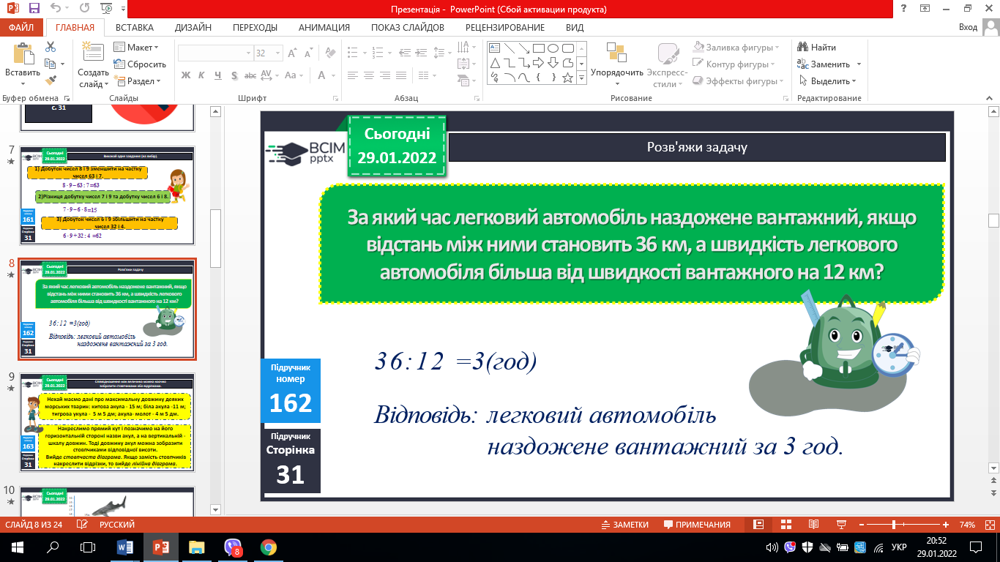 Презентація - PowerPoint (Сбой активации продукта)
ФАЙЛ ГЛАВНАЯ ВСТАВКА ДИЗАЙН ПЕРЕХОДЫ АНИМАЦИЯ ПОКАЗ СЛАЙДОВ РЕЦЕНЗИРОВАНИЕ ВИД Вход
Вставить
Создать слайд
Макет
Сбросить
Раздел
32
Ж К Ч S abc AV Aa А
Упорядочить
Экспресс-стили
Заливка фигуры
Контур фигуры
Эффекты фигуры
Найти
Заменить
Выделить
Буфер обмена Слайды Шрифт Абзац Рисование Редактирование
с. 31
7
Сьогодні
29.01.2022
Виконай одне завдання (на вибір).
1) Добуток чисел 8 і 9 зменшити на частку
чисел 63 і 7.
8 · 9 – 63 : 7 =63
2)Різниця добутку чисел 7 і 9 та добутку чисел 6 і 8.
7 · 9 – 6 · 8 =15
3) Добуток чисел 6 і 9 збільшити на частку
чисел 32 і 4.
6 · 9 + 32 : 4 =62
161
31
8
Сьогодні
29.01.2022
Розв'яжи задачу
За який час легковий автомобіль наздожене вантажний, якщо
відстань між ними становить 36 км, а швидкість легкового
автомобіля більша від швидкості вантажного на 12 км?
36:12 =3(год)
Відповідь: легковий автомобіль
наздожене вантажний за 3 год.
162
31
9
Сьогодні
29.01.2022
Співвідношення між величина можна наочно
зобразити стовпчиками або відрізками.
Нехай маємо дані про максимальну довжину деяких
морських тварин: китова акула - 15 м; біла акула -11 м;
тигрова укула - 5 м 5 дм; акула- молот - 4 м 5 дм.
Накреслимо прямий кут і позначимо на його
горизонтальній стороні назви акул, а на вертикальній -
шкалу довжин. Тоді довжину акул можна зобразити
стовпчиками відповідної висоти.
Вийде стовпчаста діаграма. Якщо замість стовпчиків
накреслити відрізки, то вийде лінійна діаграма.
163
31
10
Сьогодні
29.01.2022
ВСІМ
pptx
Сьогодні
29.01.2022
Розв'яжи задачу
За який час легковий автомобіль наздожене вантажний, якщо
відстань між ними становить 36 км, а швидкість легкового
автомобіля більша від швидкості вантажного на 12 км?
36:12 =3(год)
Відповідь: легковий автомобіль
наздожене вантажний за 3 год.
Підручник
номер
162
Підручник
Сторінка
31
СЛАЙД 8 ИЗ 24 РУССКИЙ ЗАМЕТКИ ПРИМЕЧАНИЯ 74%
8
УКР
20:52
29.01.2022